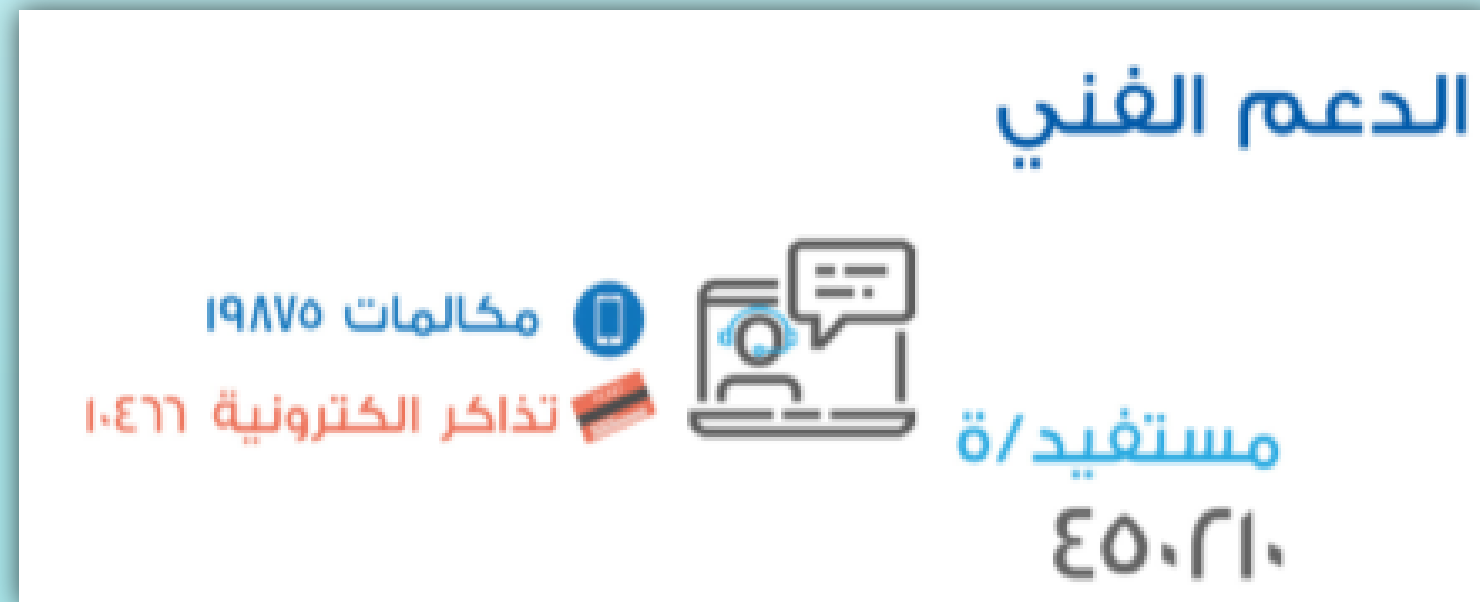 الدعم الفني
مكالمات ١٩٨٧٥
تذاكر الكترونية ١٠٤٦٦
مستفيد/ة
٤٥٠٢١٠